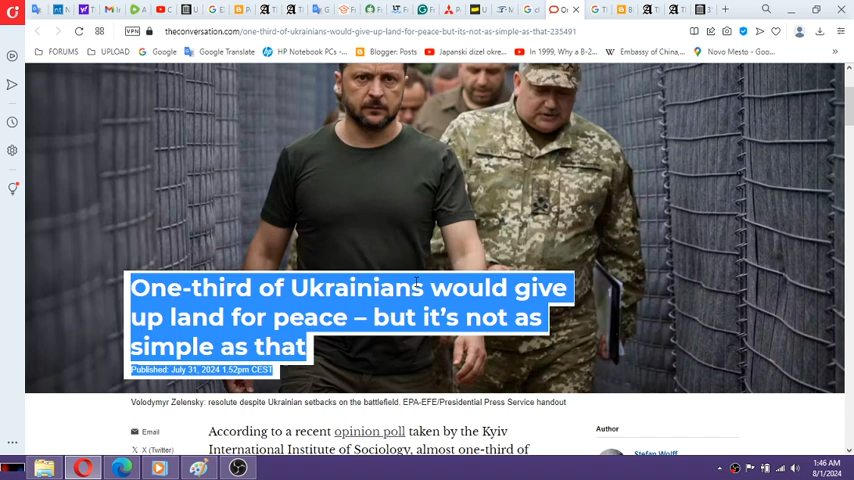 theconversation.com/one-third-of-ukrainians-would-give-up-land-for-peace-but-its-not-as-simple-as-that-235491
FORUMS UPLOAD Google Google Translate HP Notebook PCs - Blogger: Posts Japanski dizel okre... In 1999, Why a B-2... Embassy of China,... Novo Mesto - Goo...
One-third of Ukrainians would give
up land for peace – but it's not as
simple as that
Published: July 31, 2024 1.52pm CEST
Volodymyr Zelensky: resolute despite Ukrainian setbacks on the battlefield. EPA-EFE/Presidential Press Service handout
Email
X (Twitter)
According to a recent opinion poll taken by the Kyiv
International Institute of Sociology, almost one-third of
Author
Stefan Wolff
1:46 AM
8/1/2024